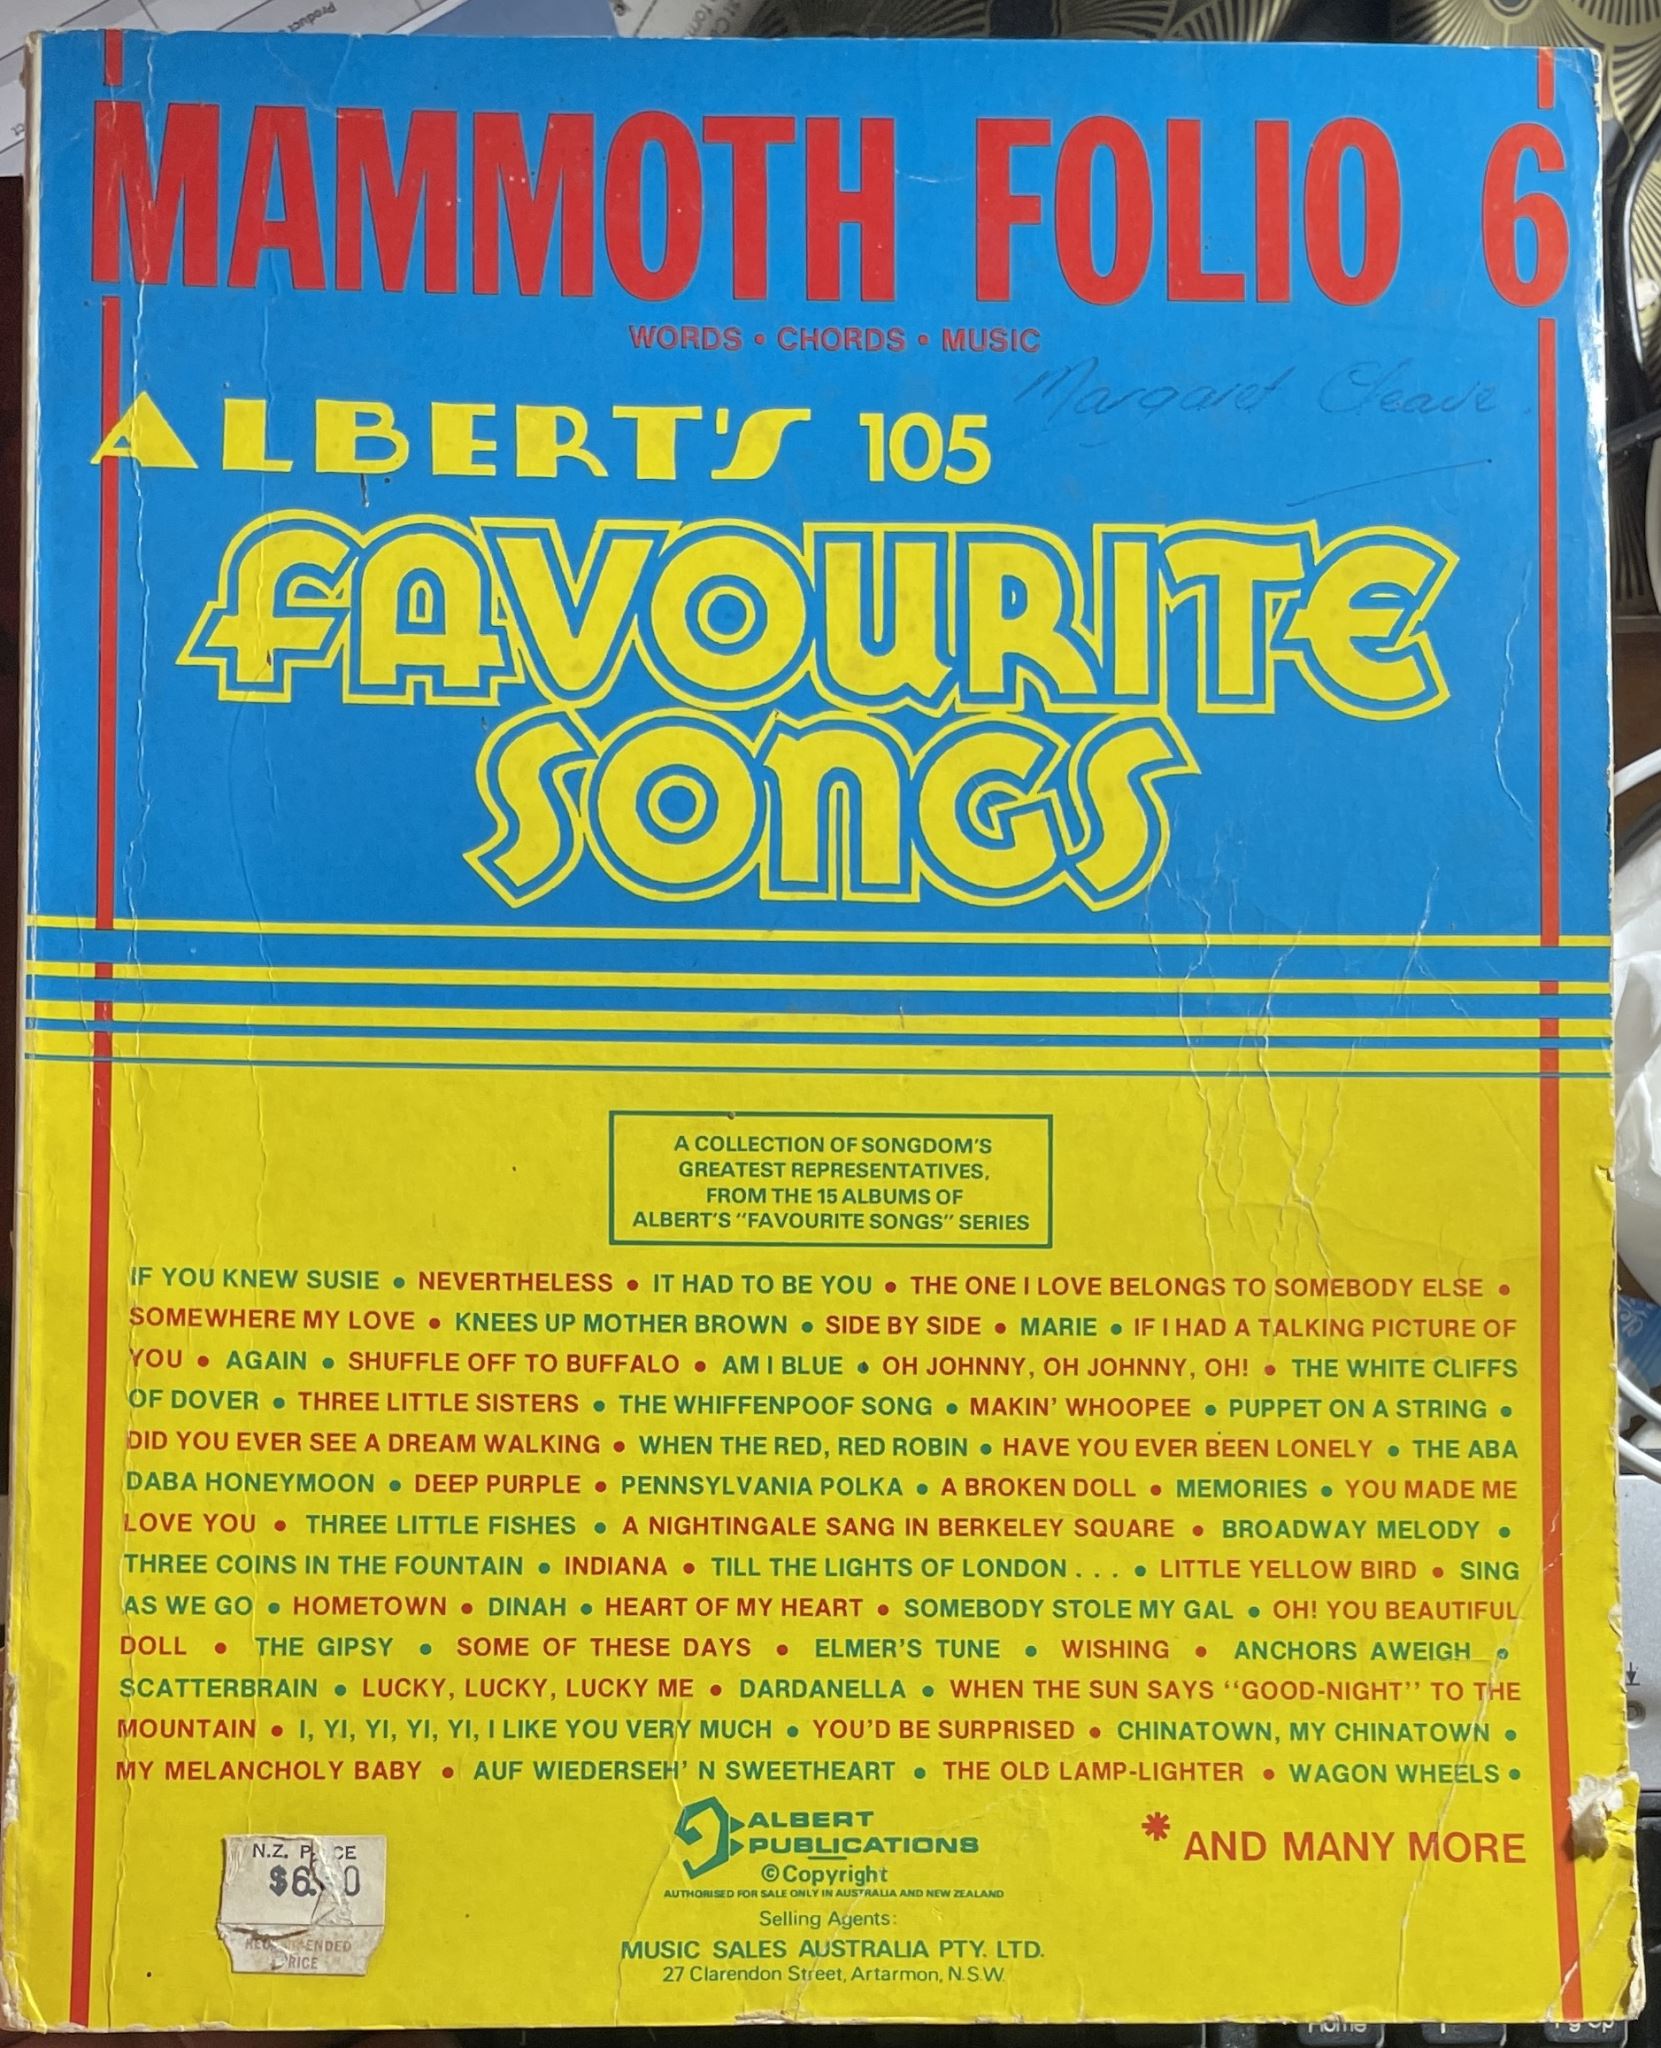 Product
MAMMOTH FOLIO 6
WORDS • CHORDS • MUSIC
Margaret Cleave
ALBERT'S 105
FAVOURITE
SONGS
A COLLECTION OF SONGDOM'S
GREATEST REPRESENTATIVES,
FROM THE 15 ALBUMS OF
ALBERT'S "FAVOURITE SONGS" SERIES
IF YOU KNEW SUSIE • NEVERTHELESS • IT HAD TO BE YOU • THE ONE I LOVE BELONGS TO SOMEBODY ELSE •
SOMEWHERE MY LOVE • KNEES UP MOTHER BROWN • SIDE BY SIDE • MARIE • IF I HAD A TALKING PICTURE OF
YOU • AGAIN • SHUFFLE OFF TO BUFFALO • AM I BLUE • OH JOHNNY, OH JOHNNY, OH! • THE WHITE CLIFFS
OF DOVER • THREE LITTLE SISTERS • THE WHIFFENPOOF SONG • MAKIN' WHOOPEE • PUPPET ON A STRING •
DID YOU EVER SEE A DREAM WALKING • WHEN THE RED, RED ROBIN • HAVE YOU EVER BEEN LONELY • THE ABA
DABA HONEYMOON • DEEP PURPLE • PENNSYLVANIA POLKA • A BROKEN DOLL • MEMORIES • YOU MADE ME
LOVE YOU • THREE LITTLE FISHES • A NIGHTINGALE SANG IN BERKELEY SQUARE • BROADWAY MELODY •
THREE COINS IN THE FOUNTAIN • INDIANA • TILL THE LIGHTS OF LONDON . . . • LITTLE YELLOW BIRD • SING
AS WE GO • HOMETOWN • DINAH • HEART OF MY HEART • SOMEBODY STOLE MY GAL • OH! YOU BEAUTIFUL
DOLL • THE GIPSY • SOME OF THESE DAYS • ELMER'S TUNE • WISHING • ANCHORS AWEIGH •
SCATTERBRAIN • LUCKY, LUCKY, LUCKY ME • DARDANELLA • WHEN THE SUN SAYS "GOOD-NIGHT" TO THE
MOUNTAIN • I, YI, YI, YI, YI, I LIKE YOU VERY MUCH • YOU'D BE SURPRISED • CHINATOWN, MY CHINATOWN •
MY MELANCHOLY BABY • AUF WIEDERSEH' N SWEETHEART • THE OLD LAMP-LIGHTER • WAGON WHEELS •
* AND MANY MORE
ALBERT
PUBLICATIONS
© Copyright
AUTHORISED FOR SALE ONLY IN AUSTRALIA AND NEW ZEALAND
Selling Agents:
MUSIC SALES AUSTRALIA PTY. LTD.
27 Clarendon Street, Artarmon, N.S.W.
N.Z. PRICE
RECOMMENDED
PRICE
Home